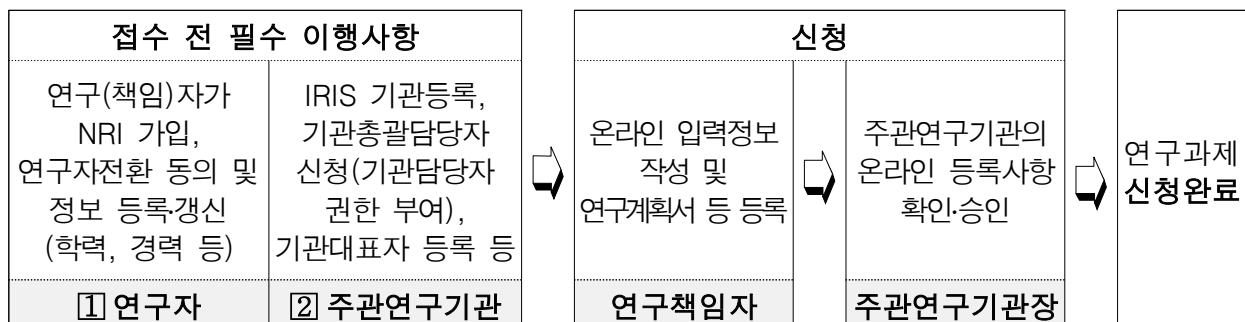 접수 전 필수 이행사항
연구(책임)자가
NRI 가입,
연구자전환 동의 및
정보 등록·갱신
(학력, 경력 등)
1 연구자
IRIS 기관등록,
기관총괄담당자
신청(기관담당자
권한 부여),
기관대표자 등록 등
2 주관연구기관
신청
온라인 입력정보
작성 및
연구계획서 등 등록
연구책임자
주관연구기관의
온라인 등록사항
확인·승인
주관연구기관장
연구과제
신청완료